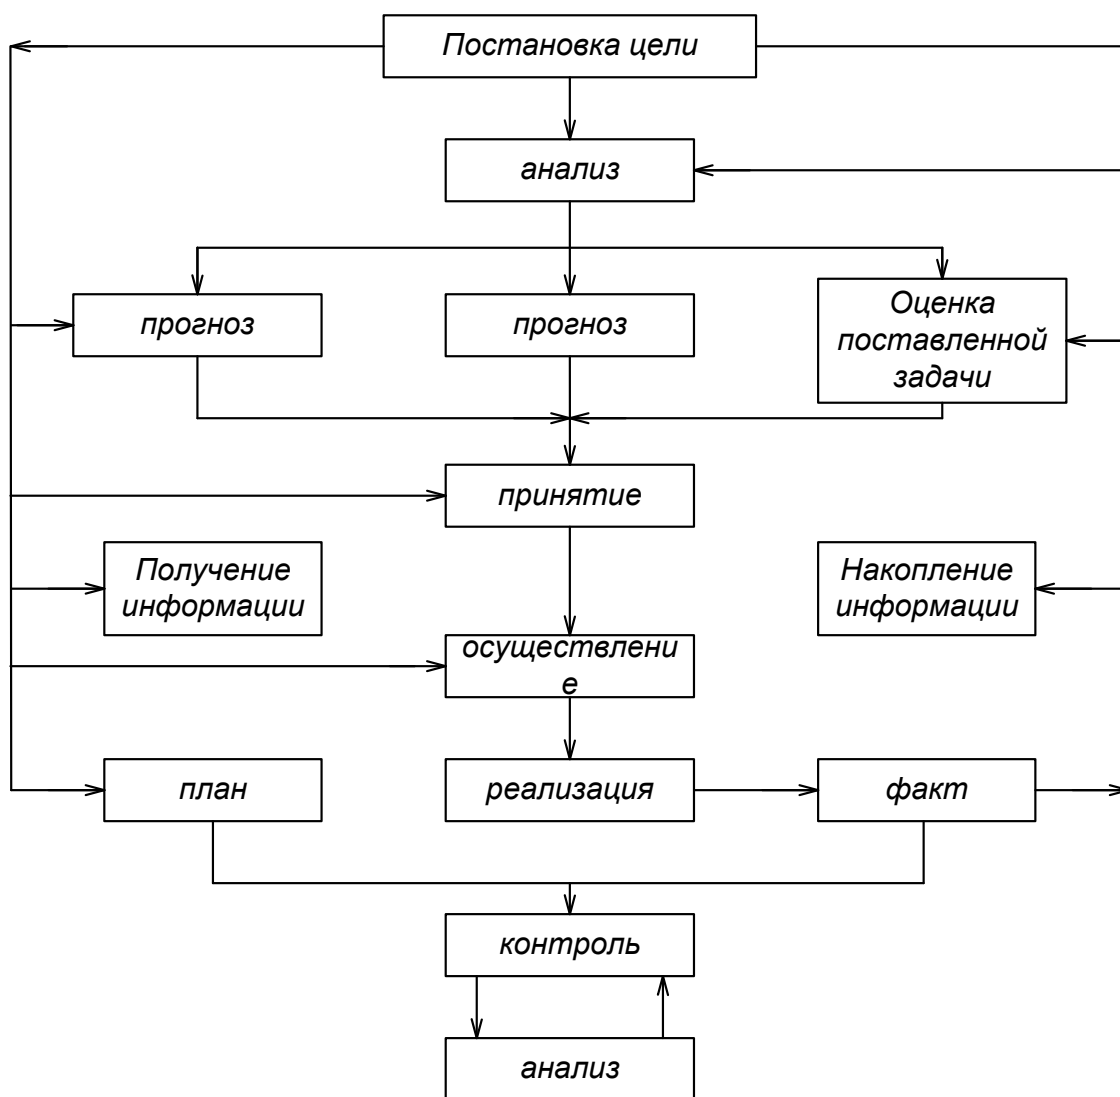 Постановка цели
анализ
прогноз
прогноз
Оценка
поставленной
задачи
принятие
Получение
информации
Накопление
информации
осуществлени
е
план
реализация
факт
контроль
анализ